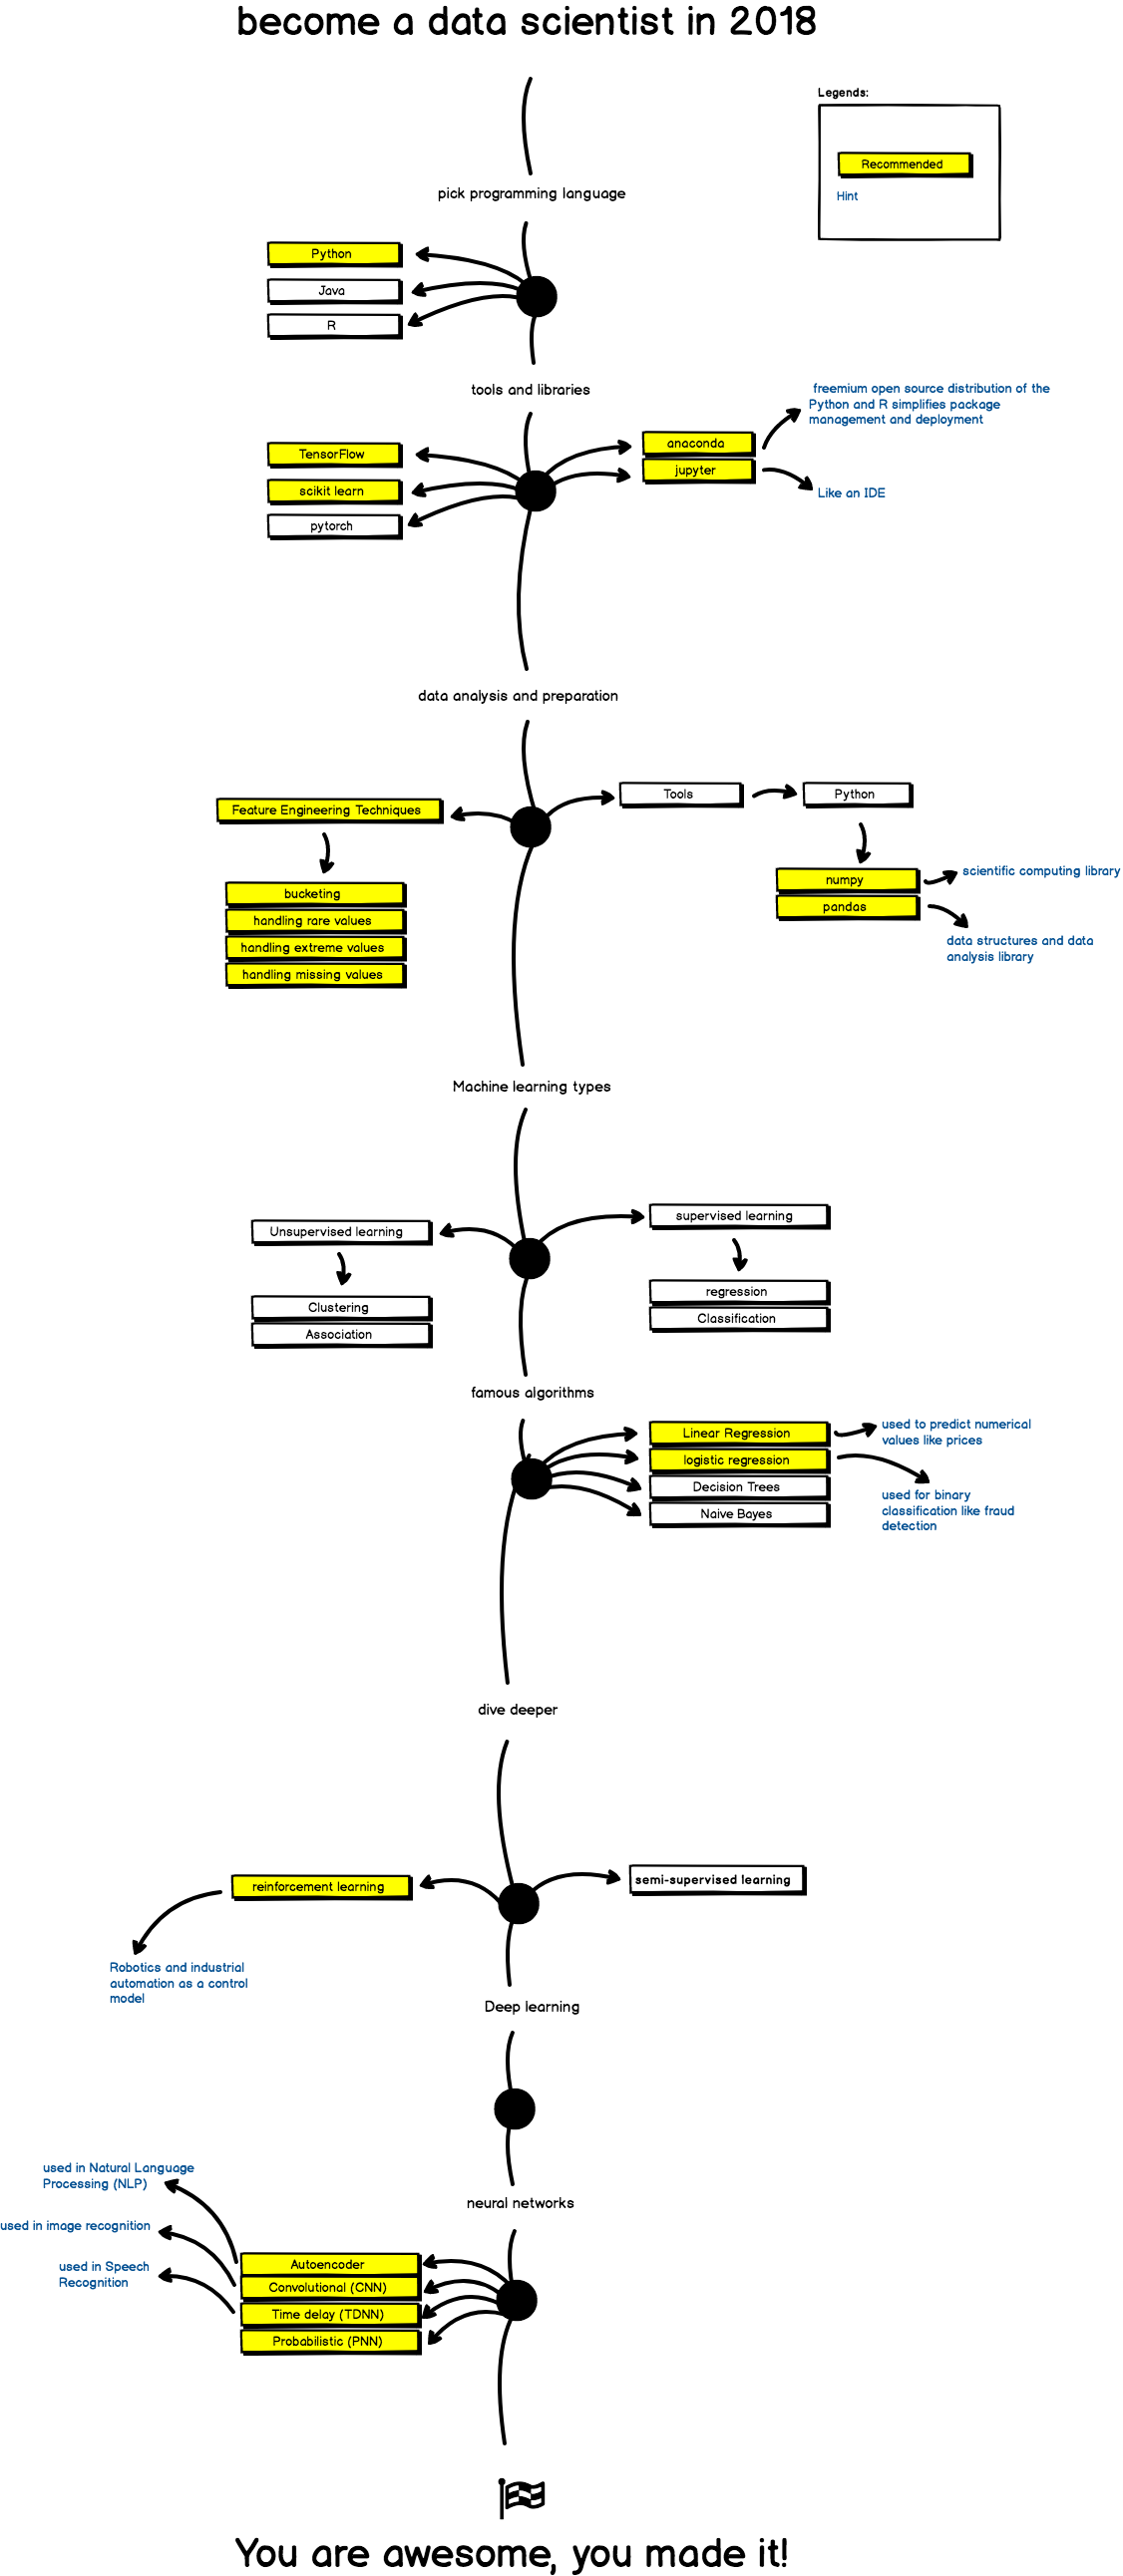 become a data scientist in 2018
Legends:
Recommended
Hint
pick programming language
Python
Java
R
tools and libraries
TensorFlow
scikit learn
pytorch
anaconda
jupyter
freemium open source distribution of the
Python and R simplifies package
management and deployment
Like an IDE
data analysis and preparation
Feature Engineering Techniques
bucketing
handling rare values
handling extreme values
handling missing values
Tools
Python
numpy
pandas
scientific computing library
data structures and data
analysis library
Machine learning types
Unsupervised learning
Clustering
Association
supervised learning
regression
Classification
famous algorithms
Linear Regression
logistic regression
Decision Trees
Naive Bayes
used to predict numerical
values like prices
used for binary
classification like fraud
detection
dive deeper
reinforcement learning
semi-supervised learning
Robotics and industrial
automation as a control
model
Deep learning
neural networks
used in Natural Language
Processing (NLP)
used in image recognition
used in Speech
Recognition
Autoencoder
Convolutional (CNN)
Time delay (TDNN)
Probabilistic (PNN)
You are awesome, you made it!